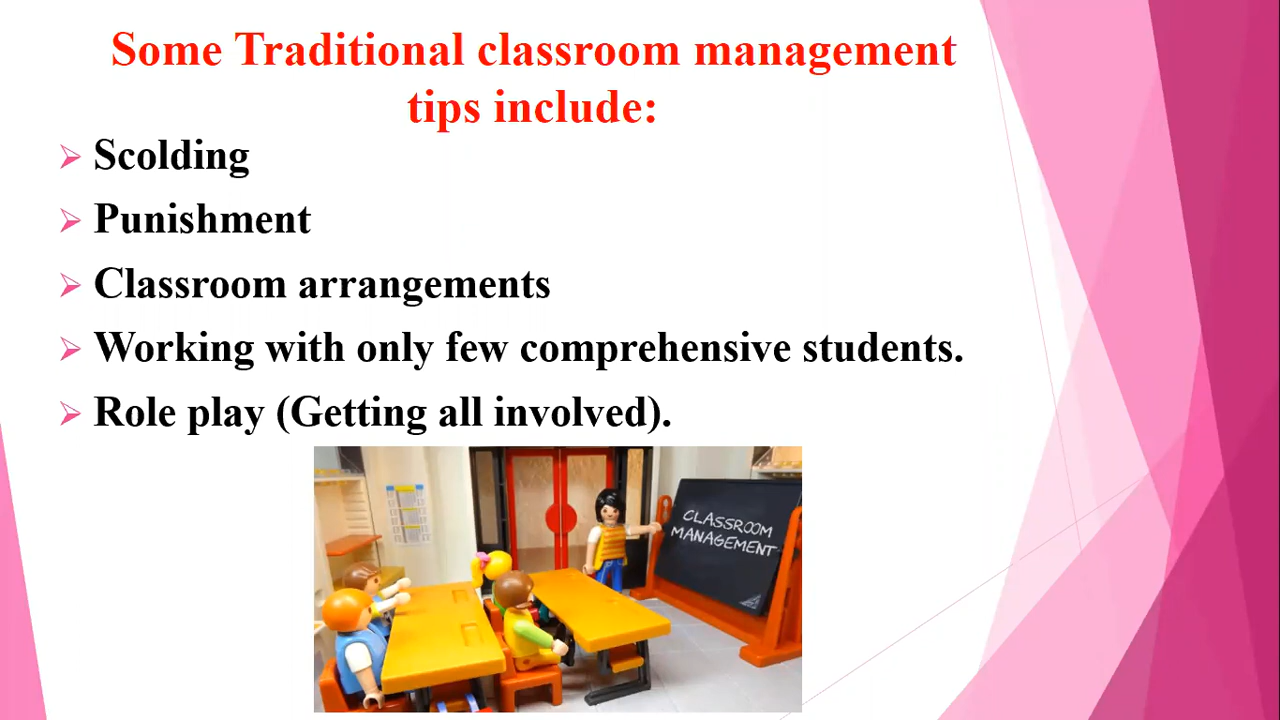 Some Traditional classroom management
tips include:
Scolding
Punishment
Classroom arrangements
Working with only few comprehensive students.
Role play (Getting all involved).
CLASSROOM
MANAGEMENT